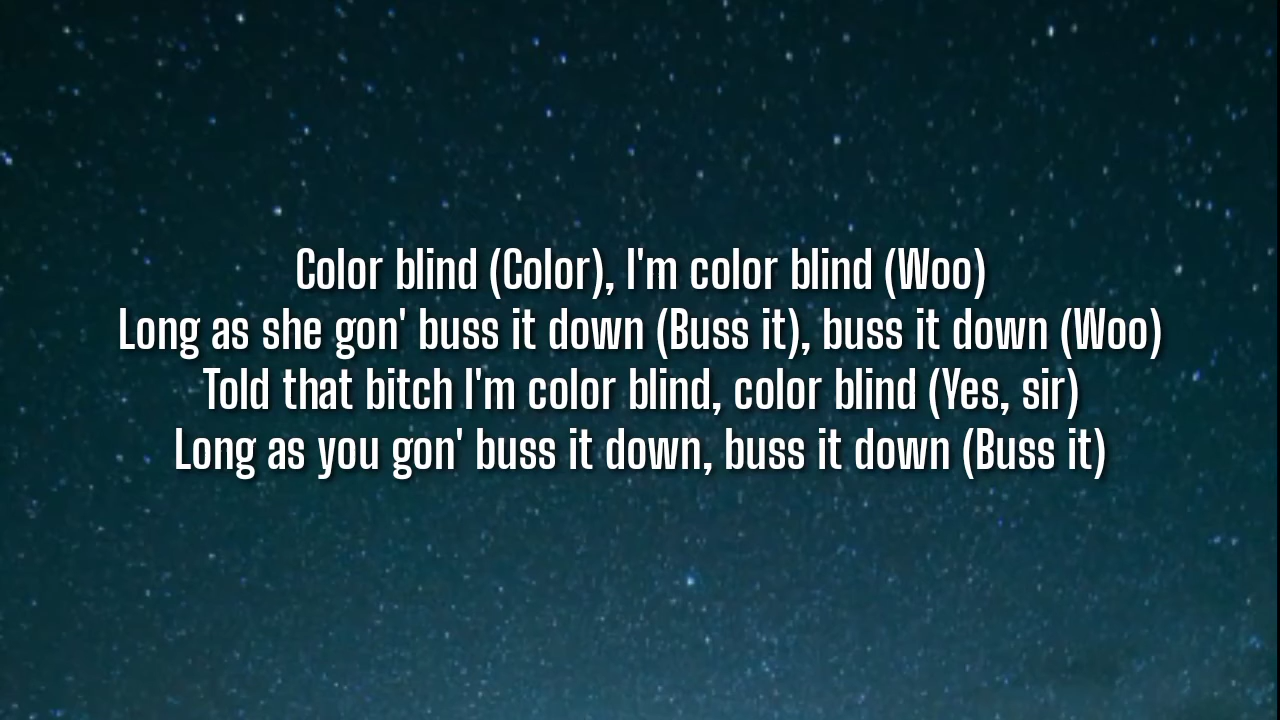 Color blind (Color), I'm color blind (Woo)
Long as she gon' buss it down (Buss it), buss it down (Woo)
Told that bitch I'm color blind, color blind (Yes, sir)
Long as you gon' buss it down, buss it down (Buss it)